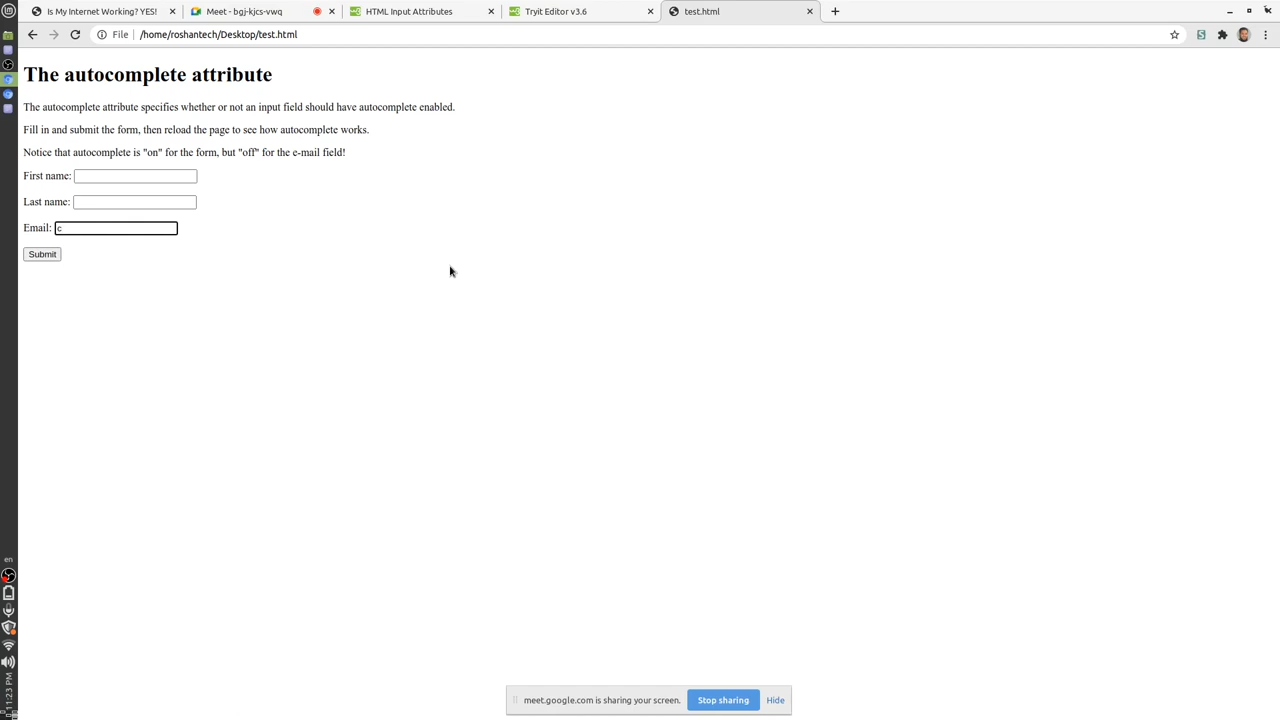 Is My Internet Working? YES!
Meet - bgj-kjcs-vwq
HTML Input Attributes
Tryit Editor v3.6
test.html
File
/home/roshantech/Desktop/test.html
The autocomplete attribute
The autocomplete attribute specifies whether or not an input field should have autocomplete enabled.
Fill in and submit the form, then reload the page to see how autocomplete works.
Notice that autocomplete is "on" for the form, but "off" for the e-mail field!
First name:
Last name:
Email: c
Submit
en
11:23 PM
meet.google.com is sharing your screen.
Stop sharing
Hide